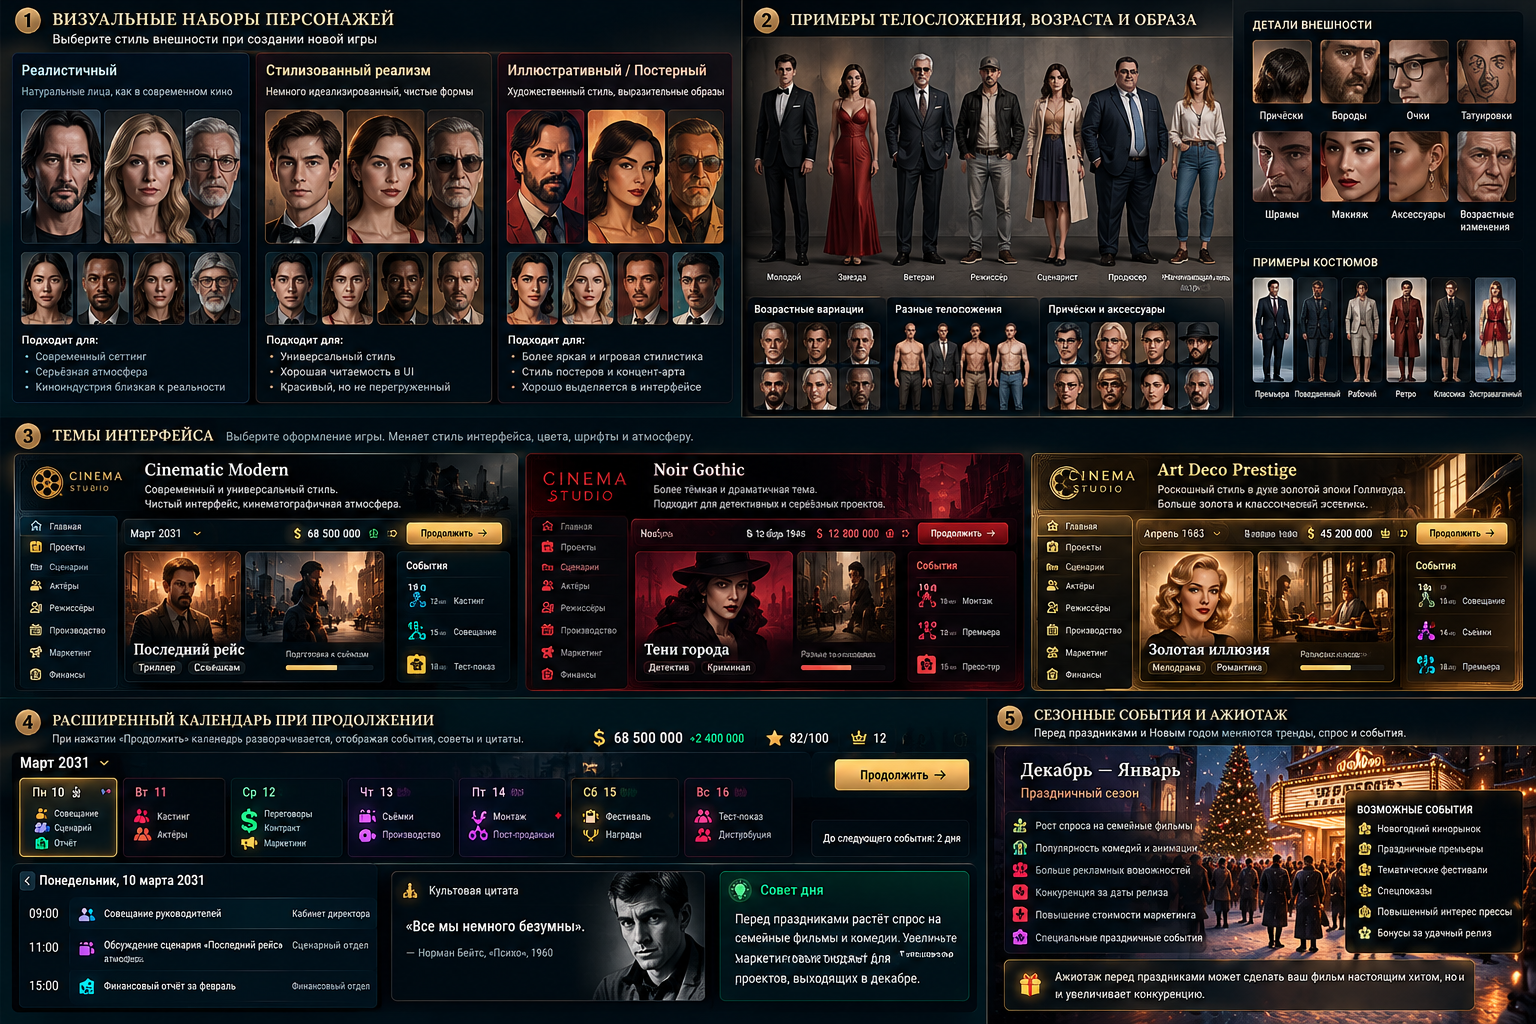 1 ВИЗУАЛЬНЫЕ НАБОРЫ ПЕРСОНАЖЕЙ
Выберите стиль внешности при создании новой игры
Реалистичный
Натуральные лица, как в современном кино
Подходит для:
• Современный сеттинг
• Серьёзная атмосфера
• Киноиндустрия близкая к реальности
Стилизованный реализм
Немного идеализированный, чистые формы
Подходит для:
• Универсальный стиль
• Хорошая читаемость в UI
• Красивый, но не перегруженный
Иллюстративный / Постерный
Художественный стиль, выразительные образы
Подходит для:
• Более яркая и игровая стилистика
• Стиль постеров и концепт-арта
• Хорошо выделяется в интерфейсе
2 ПРИМЕРЫ ТЕЛОСЛОЖЕНИЯ, ВОЗРАСТА И ОБРАЗА
Молодой
Звезда
Ветеран
Режиссёр
Сценарист
Продюсер
Возрастные вариации
Разные телосложения
Причёски и аксессуары
ДЕТАЛИ ВНЕШНОСТИ
Причёски
Бороды
Очки
Татуировки
Шрамы
Макияж
Аксессуары
Возрастные
изменения
ПРИМЕРЫ КОСТЮМОВ
Премьера
Рабочий
Ретро
Классика
3 ТЕМЫ ИНТЕРФЕЙСА
Выберите оформление игры. Меняет стиль интерфейса, цвета, шрифты и атмосферу.
CINEMA
STUDIO
Cinematic Modern
Современный и универсальный стиль.
Чистый интерфейс, кинематографичная атмосфера.
Главная
Проекты
Сценарии
Актёры
Режиссёры
Производство
Маркетинг
Финансы
Март 2031
$ 68 500 000
Продолжить →
Последний рейс
Триллер
События
Кастинг
Совещание
Тест-показ
CINEMA
STUDIO
Noir Gothic
Более тёмная и драматичная тема.
Подходит для детективных и серьёзных проектов.
Главная
Проекты
Сценарии
Актёры
Режиссёры
Производство
Маркетинг
Финансы
$ 12 800 000
Продолжить →
Тени города
Детектив
Криминал
События
Монтаж
Премьера
Пресс-тур
CINEMA
STUDIO
Art Deco Prestige
Роскошный стиль в духе золотой эпохи Голливуда.
Больше золота и классической эстетики.
Главная
Проекты
Сценарии
Актёры
Режиссёры
Производство
Маркетинг
Финансы
Апрель 1683
$ 45 200 000
Продолжить →
Золотая иллюзия
Мелодрама
Романтика
События
Совещание
Съёмки
Премьера
4 РАСШИРЕННЫЙ КАЛЕНДАРЬ ПРИ ПРОДОЛЖЕНИИ
При нажатии «Продолжить» календарь разворачивается, отображая события, советы и цитаты.
$ 68 500 000 +2 400 000
82/100
12
Март 2031
Продолжить →
Пн 10
Совещание
Сценарий
Отчёт
Вт 11
Кастинг
Актёры
Ср 12
Переговоры
Контракт
Маркетинг
Чт 13
Съёмки
Производство
Пт 14
Монтаж
Пост-продакшн
Сб 15
Фестиваль
Награды
Вс 16
Тест-показ
Дистрибуция
До следующего события: 2 дня
Понедельник, 10 марта 2031
09:00 Совещание руководителей Кабинет директора
11:00 Обсуждение сценария «Последний рейс» Сценарный отдел
15:00 Финансовый отчёт за февраль Финансовый отдел
Культовая цитата
«Все мы немного безумны».
— Норман Бейтс, «Психо», 1960
Совет дня
Перед праздниками растёт спрос на
семейные фильмы и комедии. Увеличьте
для
проектов, выходящих в декабре.
5 СЕЗОННЫЕ СОБЫТИЯ И АЖИОТАЖ
Перед праздниками и Новым годом меняются тренды, спрос и события.
Декабрь — Январь
Праздничный сезон
Рост спроса на семейные фильмы
Популярность комедий и анимации
Больше рекламных возможностей
Конкуренция за даты релиза
Повышение стоимости маркетинга
Специальные праздничные события
ВОЗМОЖНЫЕ СОБЫТИЯ
Новогодний кинорынок
Праздничные премьеры
Тематические фестивали
Спецпоказы
Повышенный интерес прессы
Бонусы за удачный релиз
Ажиотаж перед праздниками может сделать ваш фильм настоящим хитом, но и
и увеличивает конкуренцию.